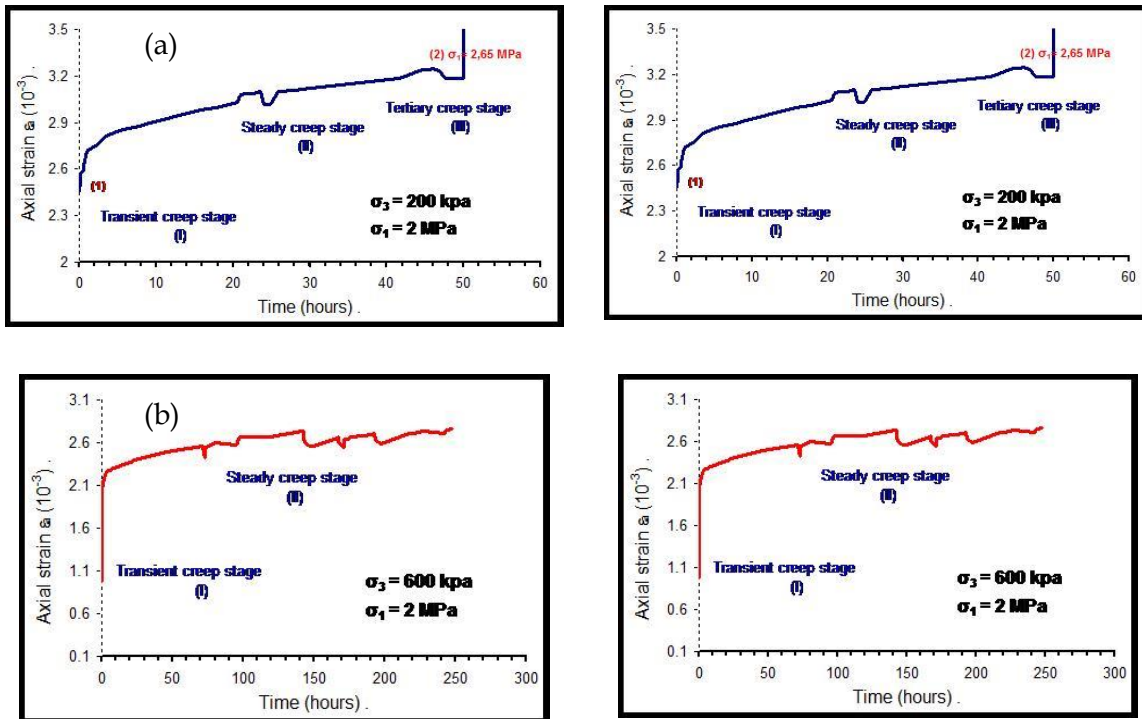 (a)
Axial strain ε₁ (10⁻³) .
3.5
3.2
2.9
2.6
2.3
2
(2) σ₁= 2,65 MPa
Tertiary creep stage
(III)
Steady creep stage
(II)
(1)
Transient creep stage
(I)
σ₃ = 200 kpa
σ₁ = 2 MPa
0 10 20 30 40 50 60
Time (hours) .
Axial strain ε₁ (10⁻³) .
3.5
3.2
2.9
2.6
2.3
2
(2) σ₁= 2,65 MPa
Tertiary creep stage
(III)
Steady creep stage
(II)
(1)
Transient creep stage
(I)
σ₃ = 200 kpa
σ₁ = 2 MPa
0 10 20 30 40 50 60
Time (hours) .
(b)
Axial strain ε₁ (10⁻³) .
3.1
2.6
2.1
1.6
1.1
0.6
0.1
Steady creep stage
(II)
Transient creep stage
(I)
σ₃ = 600 kpa
σ₁ = 2 MPa
0 50 100 150 200 250 300
Time (hours) .
Axial strain ε₁ (10⁻³) .
3.1
2.6
2.1
1.6
1.1
0.6
0.1
Steady creep stage
(II)
Transient creep stage
(I)
σ₃ = 600 kpa
σ₁ = 2 MPa
0 50 100 150 200 250 300
Time (hours) .